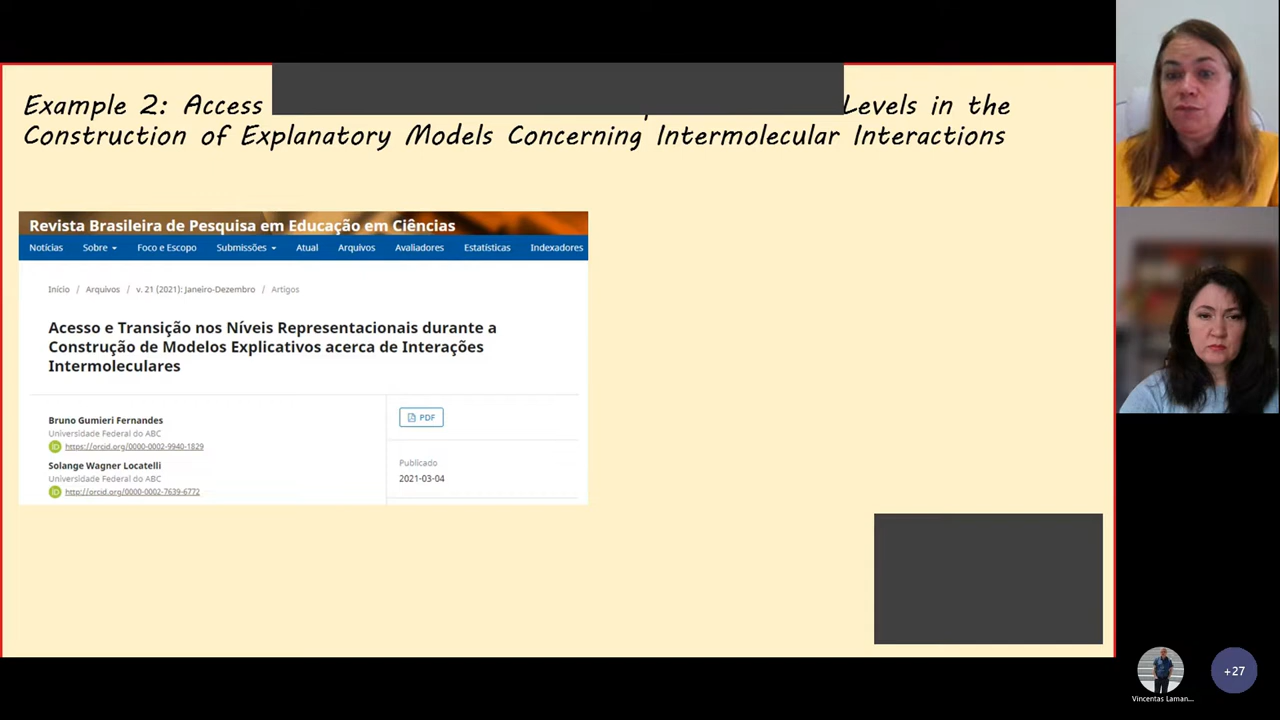 Example 2: Access Levels in the
Construction of Explanatory Models Concerning Intermolecular Interactions
Revista Brasileira de Pesquisa em Educação em Ciências
Notícias Sobre Foco e Escopo Submissões Atual Arquivos Avaliadores Estatísticas Indexadores
Início / Arquivos / v. 21 (2021): Janeiro-Dezembro / Artigos
Acesso e Transição nos Níveis Representacionais durante a
Construção de Modelos Explicativos acerca de Interações
Intermoleculares
Bruno Gumieri Fernandes
Universidade Federal do ABC
iD https://orcid.org/0000-0002-9940-1829
Solange Wagner Locatelli
Universidade Federal do ABC
iD http://orcid.org/0000-0002-7639-6772
PDF
Publicado
2021-03-04
Vincentas Laman...
+27